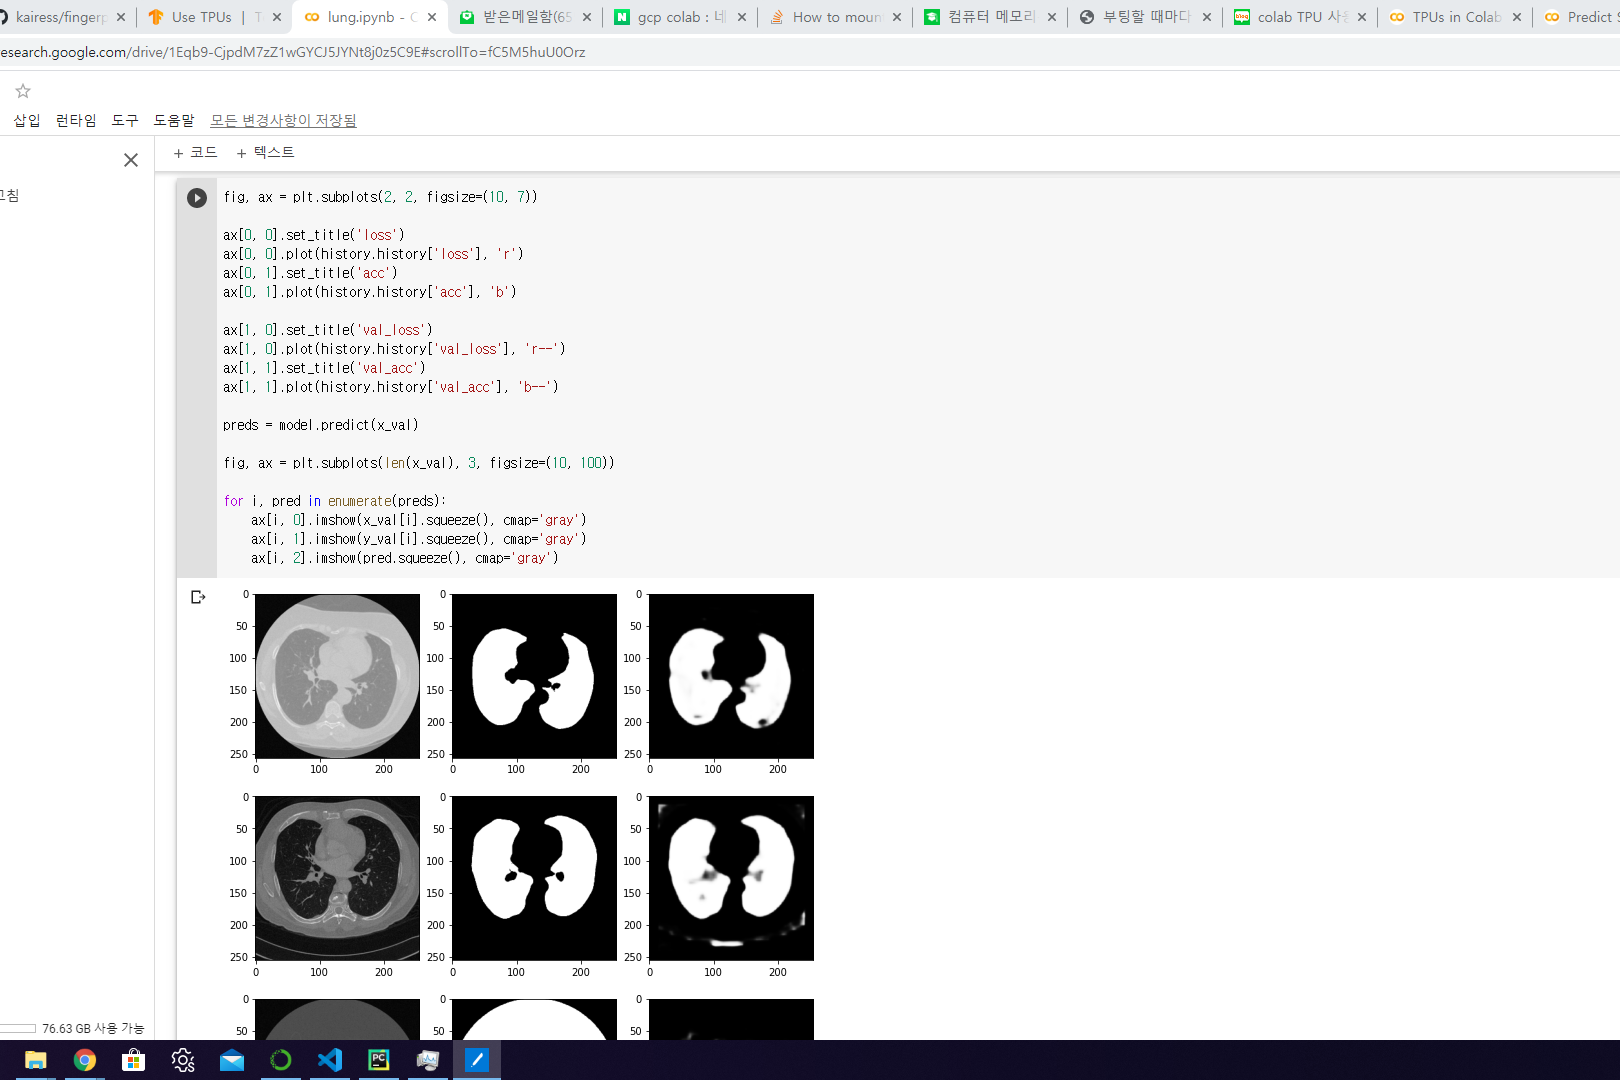 kairess/fingerp
Use TPUs | T
lung.ipynb - C
받은메일함(65
gcp colab : 네
How to moun
컴퓨터 메모리
부팅할 때마다
colab TPU 사용
TPUs in Colab
Predict S
esearch.google.com/drive/1Eqb9-CjpdM7zZ1wGYCJ5JYNt8j0z5C9E#scrollTo=fC5M5huU0Orz
삽입 런타임 도구 도움말 모든 변경사항이 저장됨
+ 코드 + 텍스트
고침
fig, ax = plt.subplots(2, 2, figsize=(10, 7))
ax[0, 0].set_title('loss')
ax[0, 0].plot(history.history['loss'], 'r')
ax[0, 1].set_title('acc')
ax[0, 1].plot(history.history['acc'], 'b')
ax[1, 0].set_title('val_loss')
ax[1, 0].plot(history.history['val_loss'], 'r--')
ax[1, 1].set_title('val_acc')
ax[1, 1].plot(history.history['val_acc'], 'b--')
preds = model.predict(x_val)
fig, ax = plt.subplots(len(x_val), 3, figsize=(10, 100))
for i, pred in enumerate(preds):
ax[i, 0].imshow(x_val[i].squeeze(), cmap='gray')
ax[i, 1].imshow(y_val[i].squeeze(), cmap='gray')
ax[i, 2].imshow(pred.squeeze(), cmap='gray')
0 0 0
50 50 50
100 100 100
150 150 150
200 200 200
250 250 250
0 100 200 0 100 200 0 100 200
0 0 0
50 50 50
100 100 100
150 150 150
200 200 200
250 250 250
0 100 200 0 100 200 0 100 200
0 0 0
50 50 50
76.63 GB 사용 가능
PC